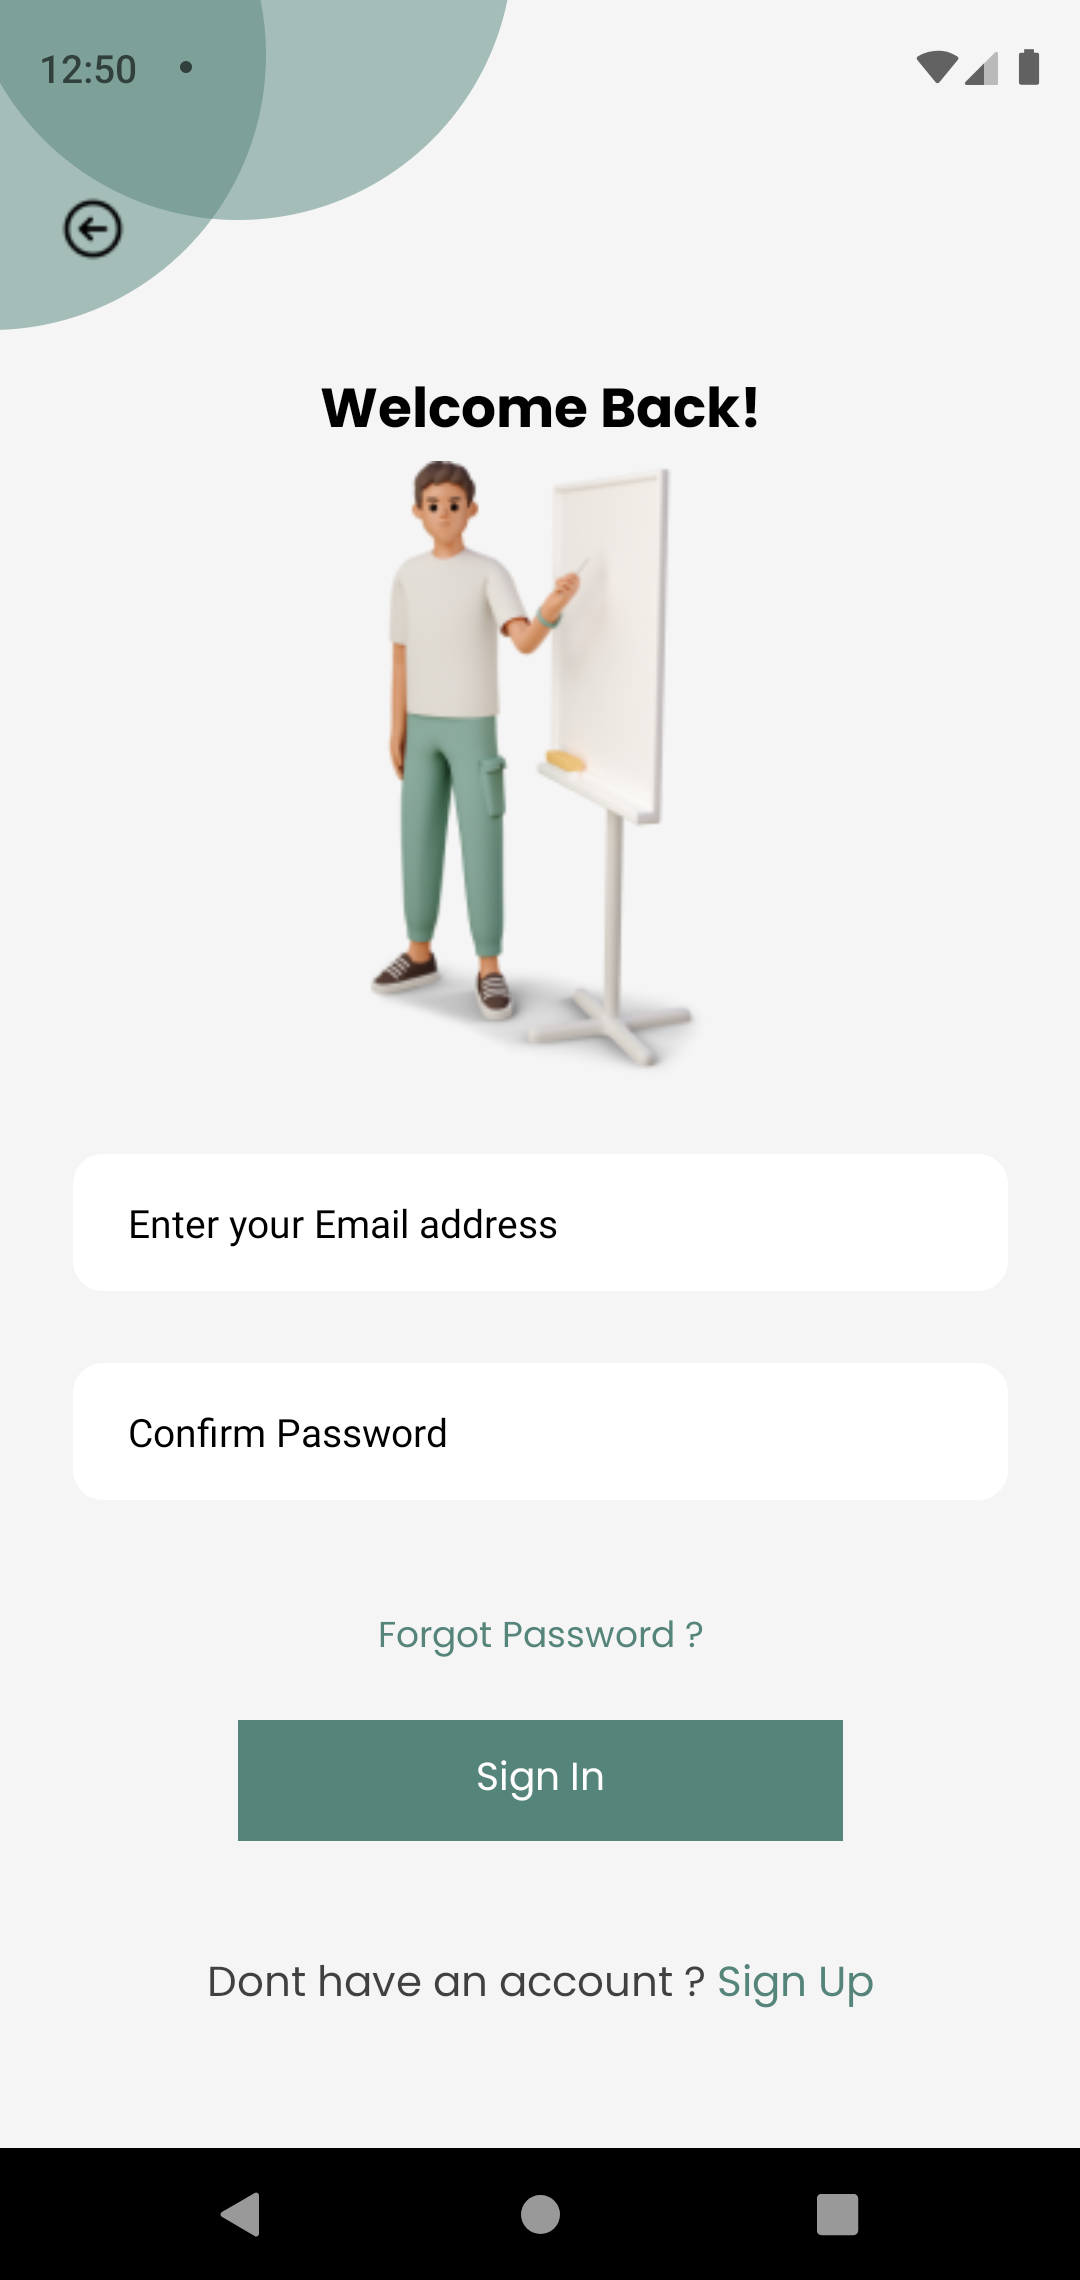 12:50
Welcome Back!
Enter your Email address
Confirm Password
Forgot Password ?
Sign In
Dont have an account ? Sign Up